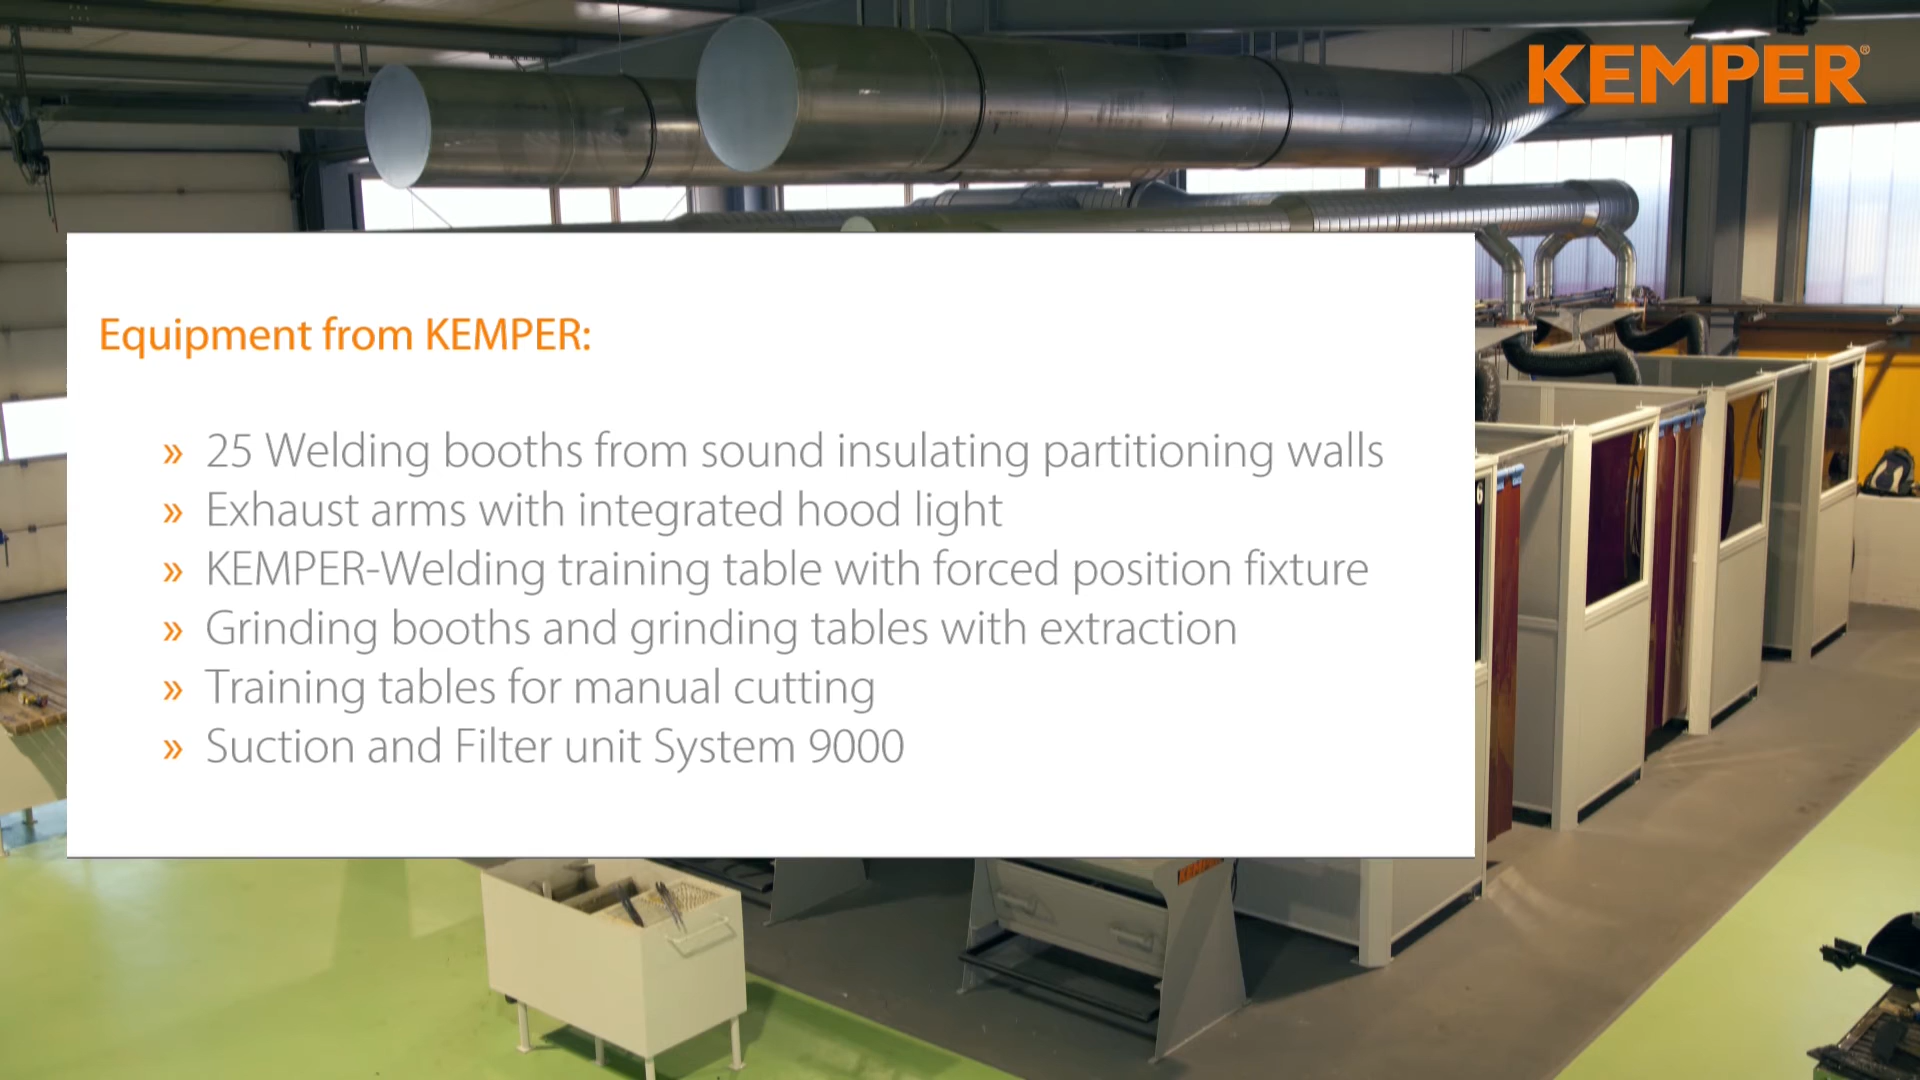 KEMPER®
Equipment from KEMPER:
» 25 Welding booths from sound insulating partitioning walls
» Exhaust arms with integrated hood light
» KEMPER-Welding training table with forced position fixture
» Grinding booths and grinding tables with extraction
» Training tables for manual cutting
» Suction and Filter unit System 9000
6
KEMPER